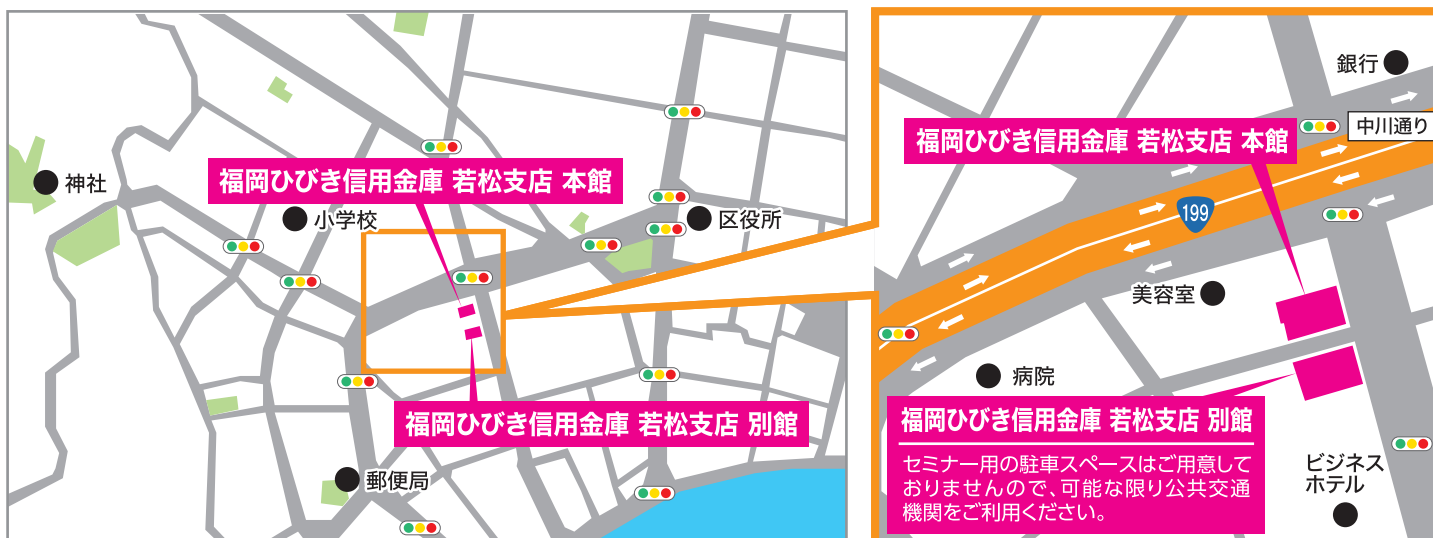 福岡ひびき信用金庫 若松支店 本館
神社
小学校
区役所
福岡ひびき信用金庫 若松支店 別館
郵便局
銀行
中川通り
福岡ひびき信用金庫 若松支店 本館
199
美容室
病院
福岡ひびき信用金庫 若松支店 別館
セミナー用の駐車スペースはご用意して
おりませんので、可能な限り公共交通
機関をご利用ください。
ビジネス
ホテル